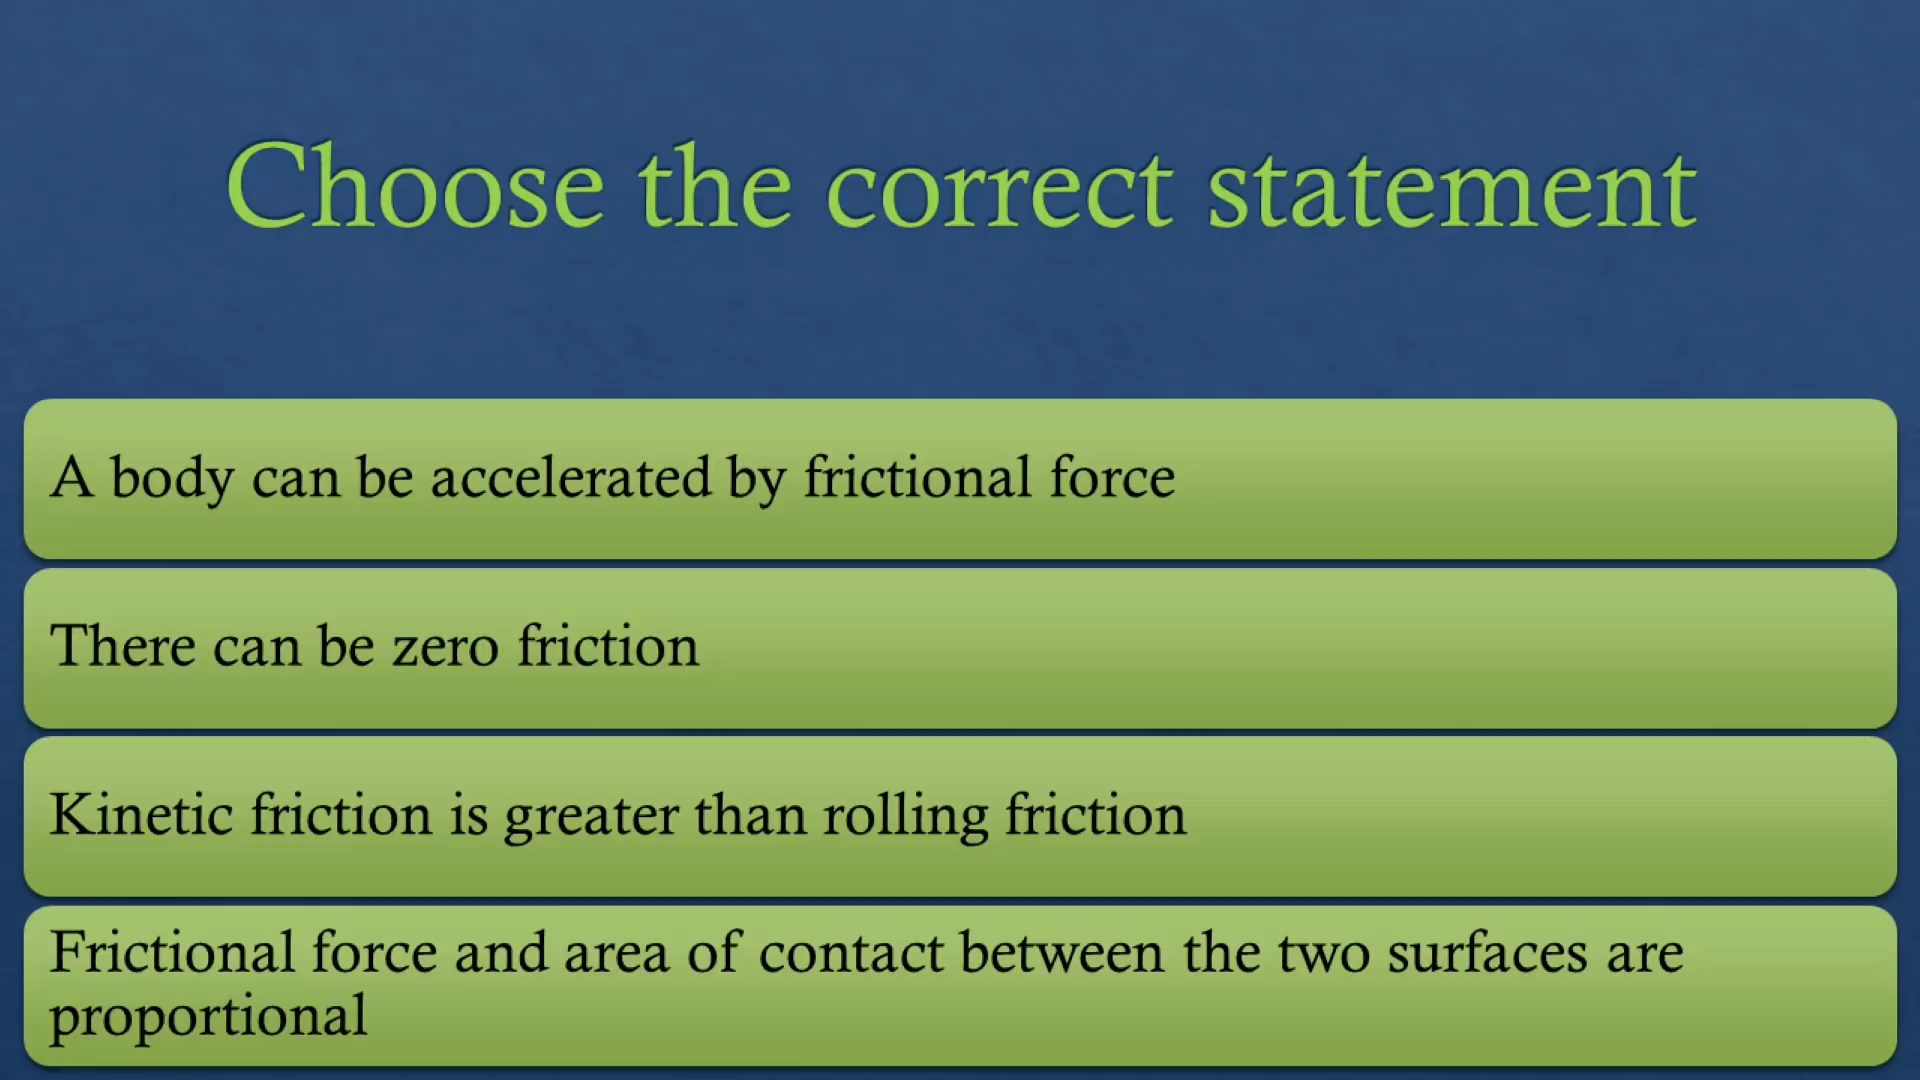 Choose the correct statement
A body can be accelerated by frictional force
There can be zero friction
Kinetic friction is greater than rolling friction
Frictional force and area of contact between the two surfaces are
proportional